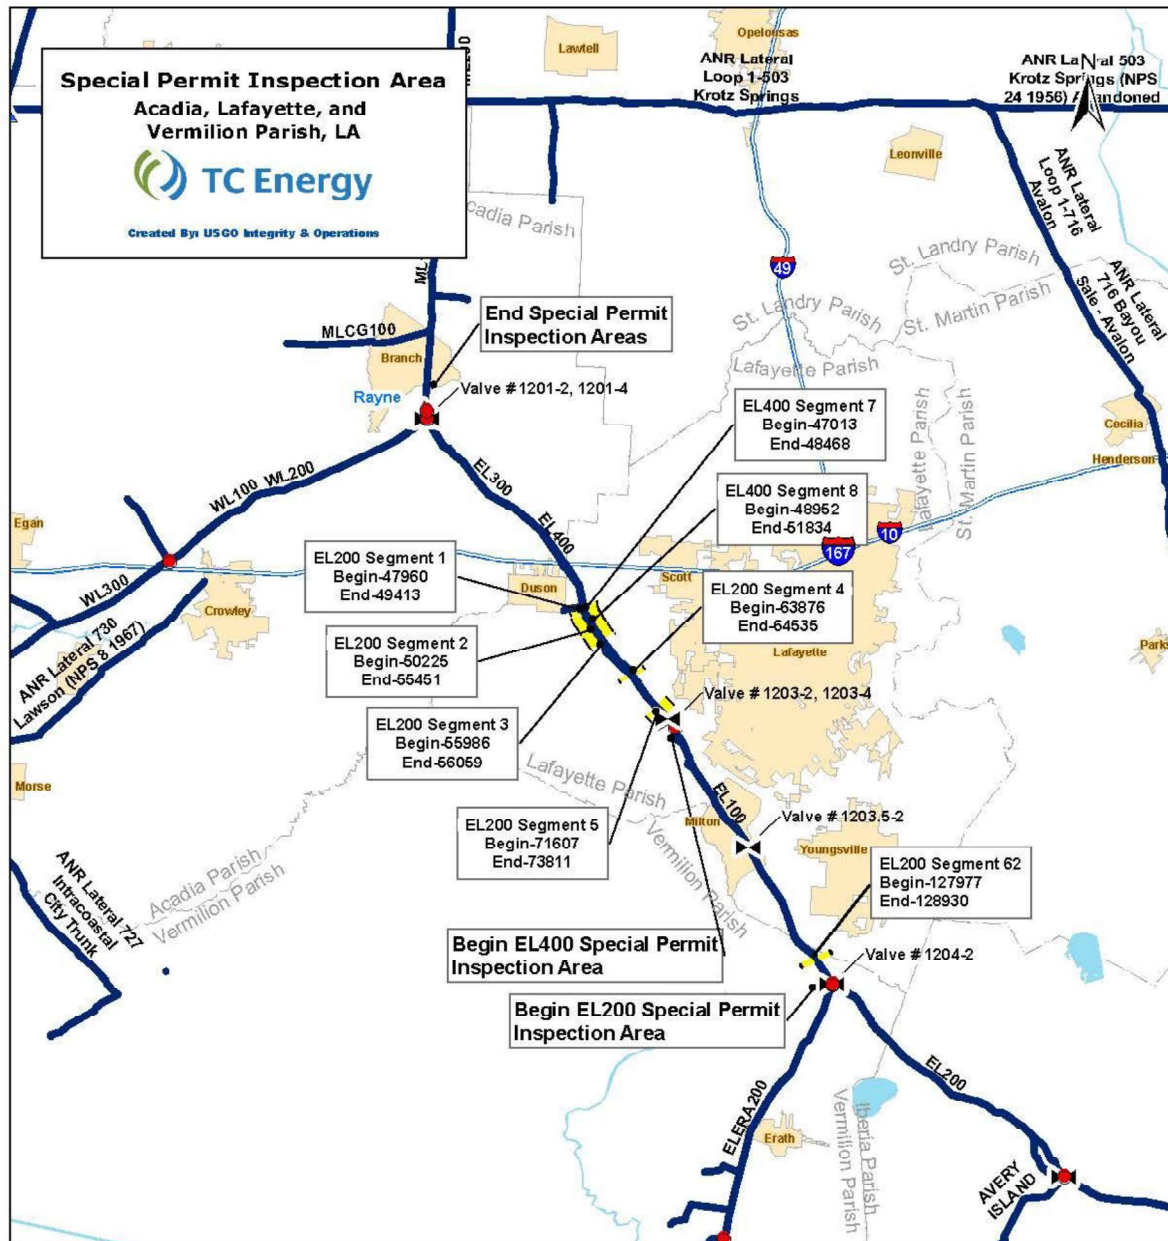 Special Permit Inspection Area
Acadia, Lafayette, and
Vermilion Parish, LA
TC Energy
Created By: USGO Integrity & Operations
Lawtell
Opelousas
ANR Lateral
Loop 1-503
Krotz Springs
N
503
Krotz Springs (NPS
24 1956)
Leonville
ANR Lateral
Loop 1-716
Avalon
ANR Lateral
716 Bayou
Sale - Avalon
Acadia Parish
St. Landry Parish
St. Martin Parish
49
St. Landry Parish
Lafayette Parish
MLCG100
Branch
End Special Permit
Inspection Areas
Rayne
Valve # 1201-2, 1201-4
EL400 Segment 7
Begin-47013
End-48468
Lafayette Parish
St. Martin Parish
Cecilia
Henderson
WL100 WL200
EL300
EL400
EL400 Segment 8
Begin-48952
End-51834
10
167
Egan
WL300
Crowley
EL200 Segment 1
Begin-47960
End-49413
Duson
Scott
EL200 Segment 4
Begin-63876
End-64535
Lafayette
Parks
ANR Lateral 730
Lawson (NPS 8 1967)
EL200 Segment 2
Begin-50225
End-55451
Valve # 1203-2, 1203-4
EL200 Segment 3
Begin-55986
End-56059
Morse
Lafayette Parish
Vermilion Parish
EL100
Milton
Valve # 1203.5-2
Youngsville
EL200 Segment 5
Begin-71607
End-73811
EL200 Segment 62
Begin-127977
End-128930
ANR Lateral 727
Intracoastal
City Trunk
Acadia Parish
Vermilion Parish
Begin EL400 Special Permit
Inspection Area
Valve # 1204-2
Begin EL200 Special Permit
Inspection Area
EL200
ELERA200
Erath
Iberia Parish
Vermilion Parish
AVERY
ISLAND